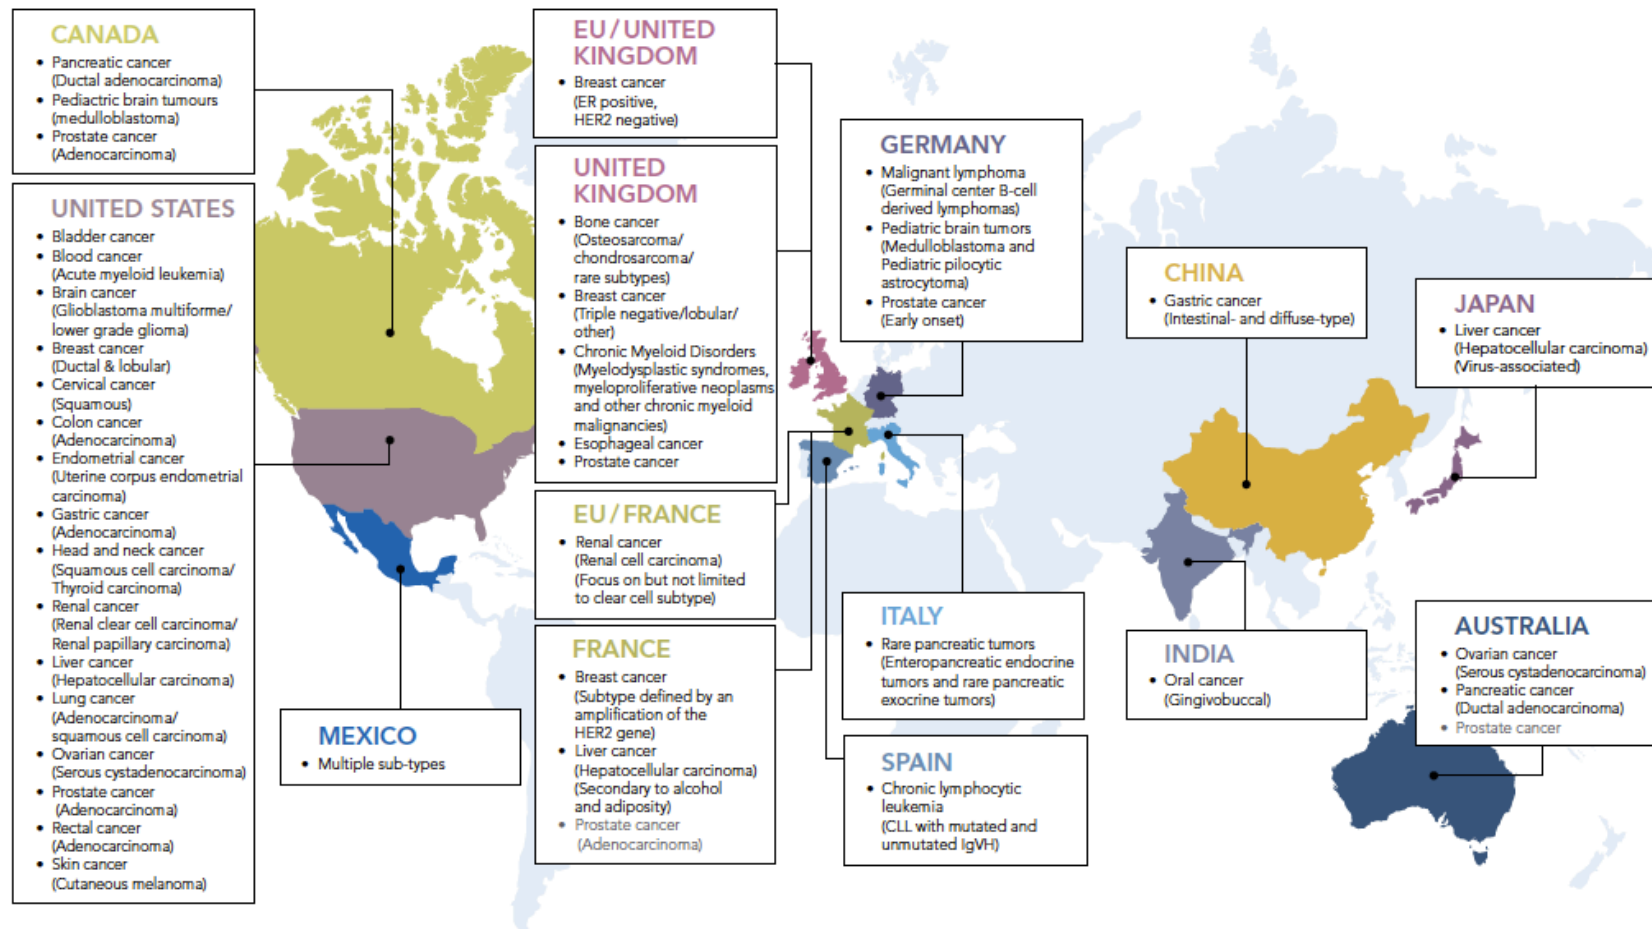 CANADA
• Pancreatic cancer
(Ductal adenocarcinoma)
• Pediactric brain tumours
(medulloblastoma)
• Prostate cancer
(Adenocarcinoma)
UNITED STATES
• Bladder cancer
• Blood cancer
(Acute myeloid leukemia)
• Brain cancer
(Glioblastoma multiforme/
lower grade glioma)
• Breast cancer
(Ductal & lobular)
• Cervical cancer
(Squamous)
• Colon cancer
(Adenocarcinoma)
• Endometrial cancer
(Uterine corpus endometrial
carcinoma)
• Gastric cancer
(Adenocarcinoma)
• Head and neck cancer
(Squamous cell carcinoma/
Thyroid carcinoma)
• Renal cancer
(Renal clear cell carcinoma/
Renal papillary carcinoma)
• Liver cancer
(Hepatocellular carcinoma)
• Lung cancer
(Adenocarcinoma/
squamous cell carcinoma)
• Ovarian cancer
(Serous cystadenocarcinoma)
• Prostate cancer
(Adenocarcinoma)
• Rectal cancer
(Adenocarcinoma)
• Skin cancer
(Cutaneous melanoma)
MEXICO
• Multiple sub-types
EU / UNITED
KINGDOM
• Breast cancer
(ER positive,
HER2 negative)
UNITED
KINGDOM
• Bone cancer
(Osteosarcoma/
chondrosarcoma/
rare subtypes)
• Breast cancer
(Triple negative/lobular/
other)
• Chronic Myeloid Disorders
(Myelodysplastic syndromes,
myeloproliferative neoplasms
and other chronic myeloid
malignancies)
• Esophageal cancer
• Prostate cancer
EU / FRANCE
• Renal cancer
(Renal cell carcinoma)
(Focus on but not limited
to clear cell subtype)
FRANCE
• Breast cancer
(Subtype defined by an
amplification of the
HER2 gene)
• Liver cancer
(Hepatocellular carcinoma)
(Secondary to alcohol
and adiposity)
• Prostate cancer
(Adenocarcinoma)
GERMANY
• Malignant lymphoma
(Germinal center B-cell
derived lymphomas)
• Pediatric brain tumors
(Medulloblastoma and
Pediatric pilocytic
astrocytoma)
• Prostate cancer
(Early onset)
ITALY
• Rare pancreatic tumors
(Enteropancreatic endocrine
tumors and rare pancreatic
exocrine tumors)
SPAIN
• Chronic lymphocytic
leukemia
(CLL with mutated and
unmutated IgVH)
CHINA
• Gastric cancer
(Intestinal- and diffuse-type)
INDIA
• Oral cancer
(Gingivobuccal)
JAPAN
• Liver cancer
(Hepatocellular carcinoma)
(Virus-associated)
AUSTRALIA
• Ovarian cancer
(Serous cystadenocarcinoma)
• Pancreatic cancer
(Ductal adenocarcinoma)
• Prostate cancer